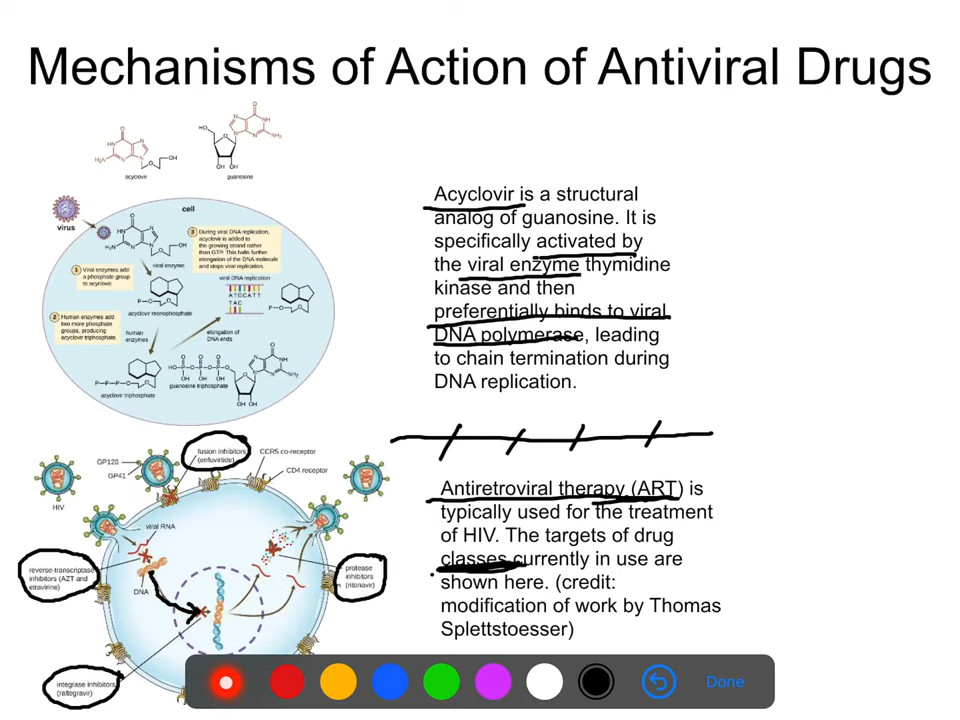 Mechanisms of Action of Antiviral Drugs
acyclovir
guanosine
Acyclovir is a structural
analog of guanosine. It is
specifically activated by
the viral enzyme thymidine
kinase and then
preferentially binds to viral
DNA polymerase, leading
to chain termination during
DNA replication.
cell
virus
1 Viral enzymes add
a phosphate group
to acyclovir.
viral enzyme
3 During viral DNA replication,
acyclovir is added to
the growing strand rather
than GTP. This halts further
elongation of the DNA molecule
and stops viral replication.
viral DNA replication
ATGCATT
TAC
acyclovir monophosphate
2 Human enzymes add
two more phosphate
groups, producing
acyclovir triphosphate.
human
enzymes
elongation of
DNA ends
acyclovir triphosphate
guanosine triphosphate
fusion inhibitors
(enfuvirtide)
CCR5 co-receptor
GP120
GP41
CD4 receptor
HIV
viral RNA
reverse-transcriptase
inhibitors (AZT and
etravirine)
DNA
protease
inhibitors
(ritonavir)
integrase inhibitors
(raltegravir)
Antiretroviral therapy (ART) is
typically used for the treatment
of HIV. The targets of drug
classes currently in use are
shown here. (credit:
modification of work by Thomas
Splettstoesser)
Done